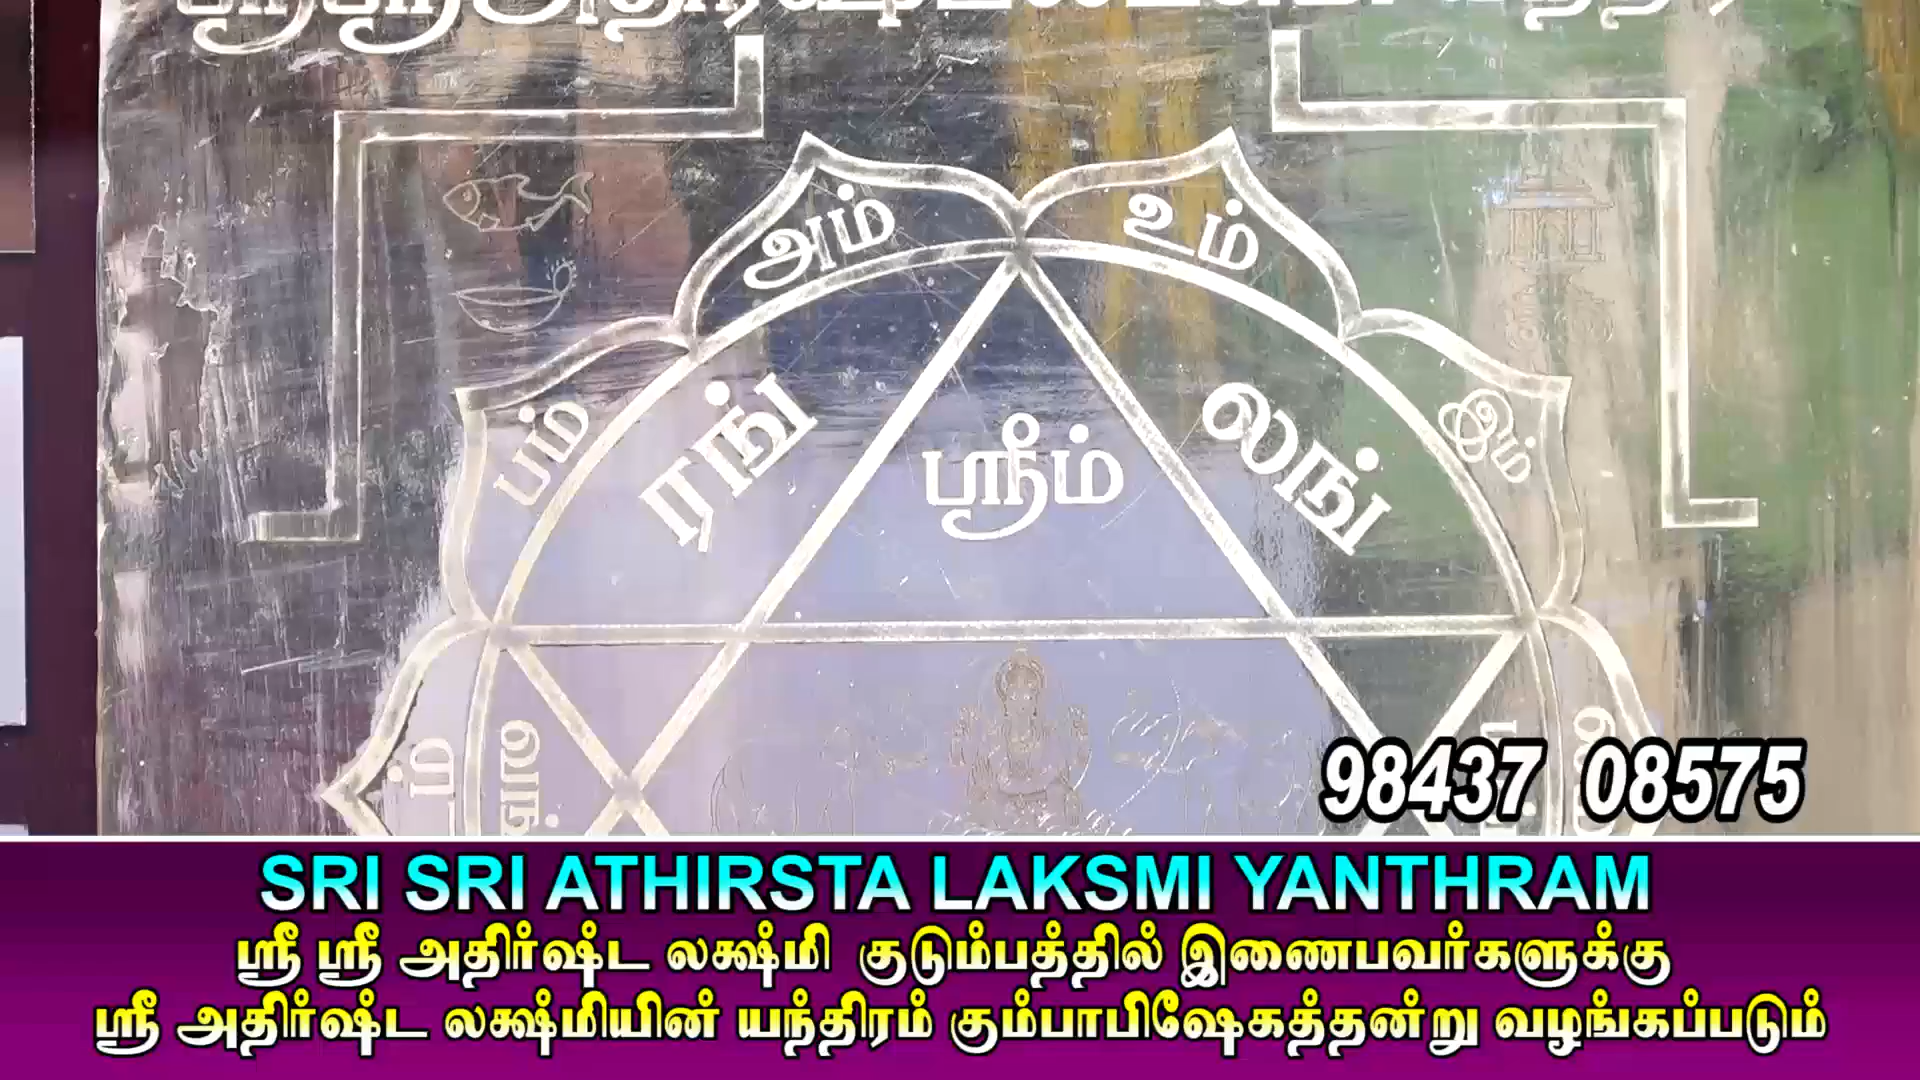 அம்
உம்
பம்
ரங்
ஸ்ரீம்
லங்
இம்
98437 08575
SRI SRI ATHIRSTA LAKSMI YANTHRAM
ஸ்ரீ ஸ்ரீ அதிர்ஷ்ட லக்ஷ்மி குடும்பத்தில் இணைபவர்களுக்கு
ஸ்ரீ அதிர்ஷ்ட லக்ஷ்மியின் யந்திரம் கும்பாபிஷேகத்தன்று வழங்கப்படும்